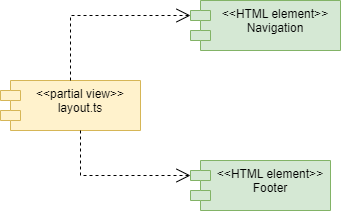 <<HTML element>>
Navigation
<<partial view>>
layout.ts
<<HTML element>>
Footer